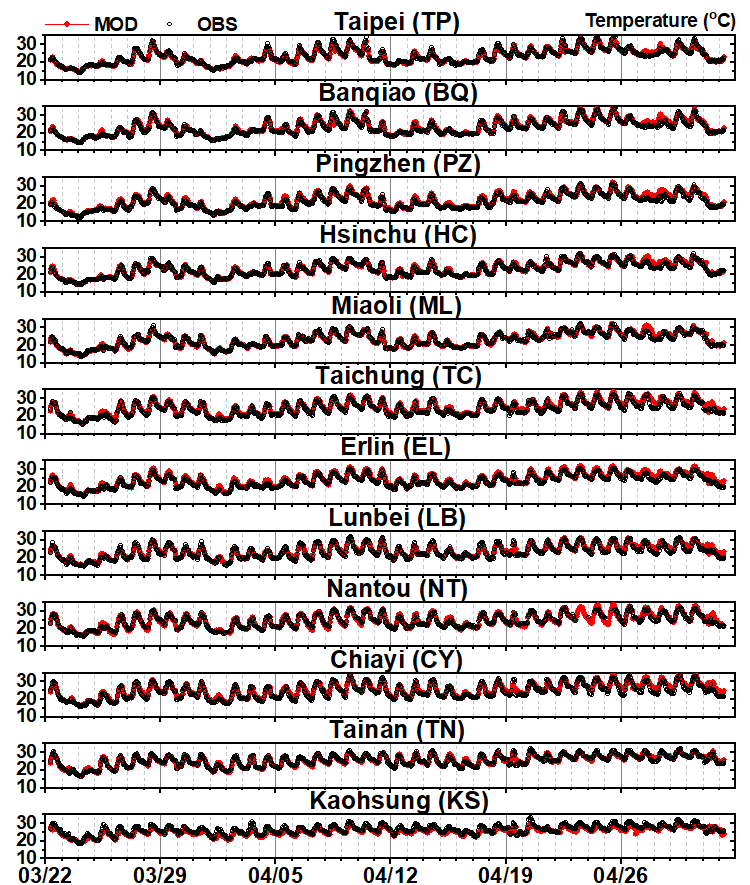 MOD OBS Taipei (TP) Temperature (°C)
30
20
10
Banqiao (BQ)
30
20
10
Pingzhen (PZ)
30
20
10
Hsinchu (HC)
30
20
10
Miaoli (ML)
30
20
10
Taichung (TC)
30
20
10
Erlin (EL)
30
20
10
Lunbei (LB)
30
20
10
Nantou (NT)
30
20
10
Chiayi (CY)
30
20
10
Tainan (TN)
30
20
10
Kaohsung (KS)
30
20
10
03/22 03/29 04/05 04/12 04/19 04/26